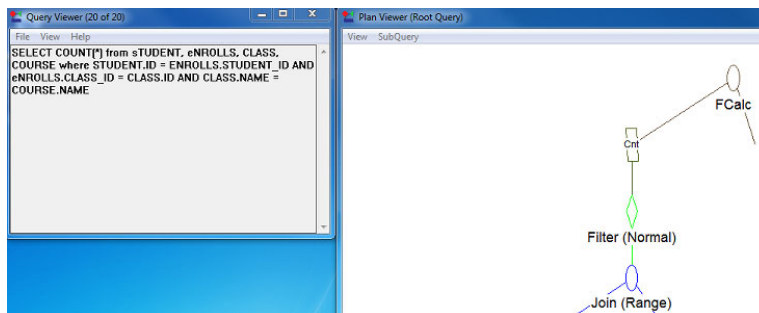 Query Viewer (20 of 20)
File View Help
SELECT COUNT(*) from sTUDENT, eNROLLS, CLASS,
COURSE where STUDENT.ID = ENROLLS.STUDENT_ID AND
eNROLLS.CLASS_ID = CLASS.ID AND CLASS.NAME =
COURSE.NAME
Plan Viewer (Root Query)
View SubQuery
FCalc
Cnt
Filter (Normal)
Join (Range)